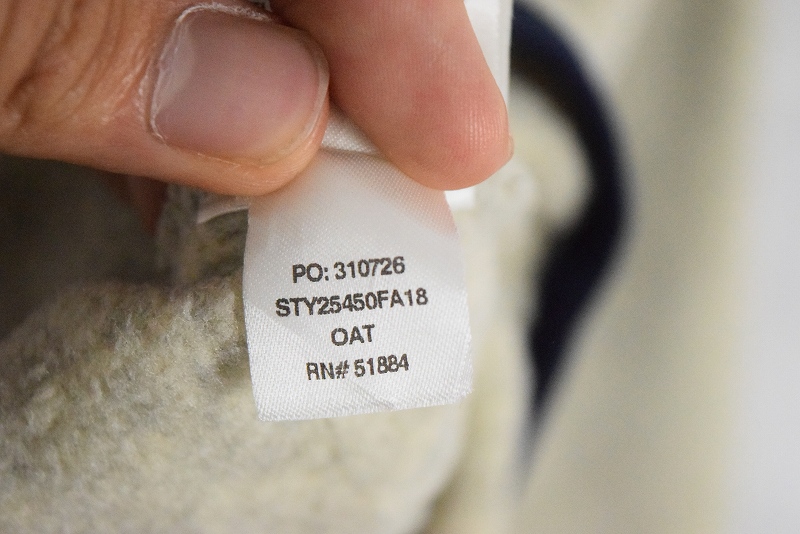 PO: 310726
STY25450FA18
OAT
RN# 51884